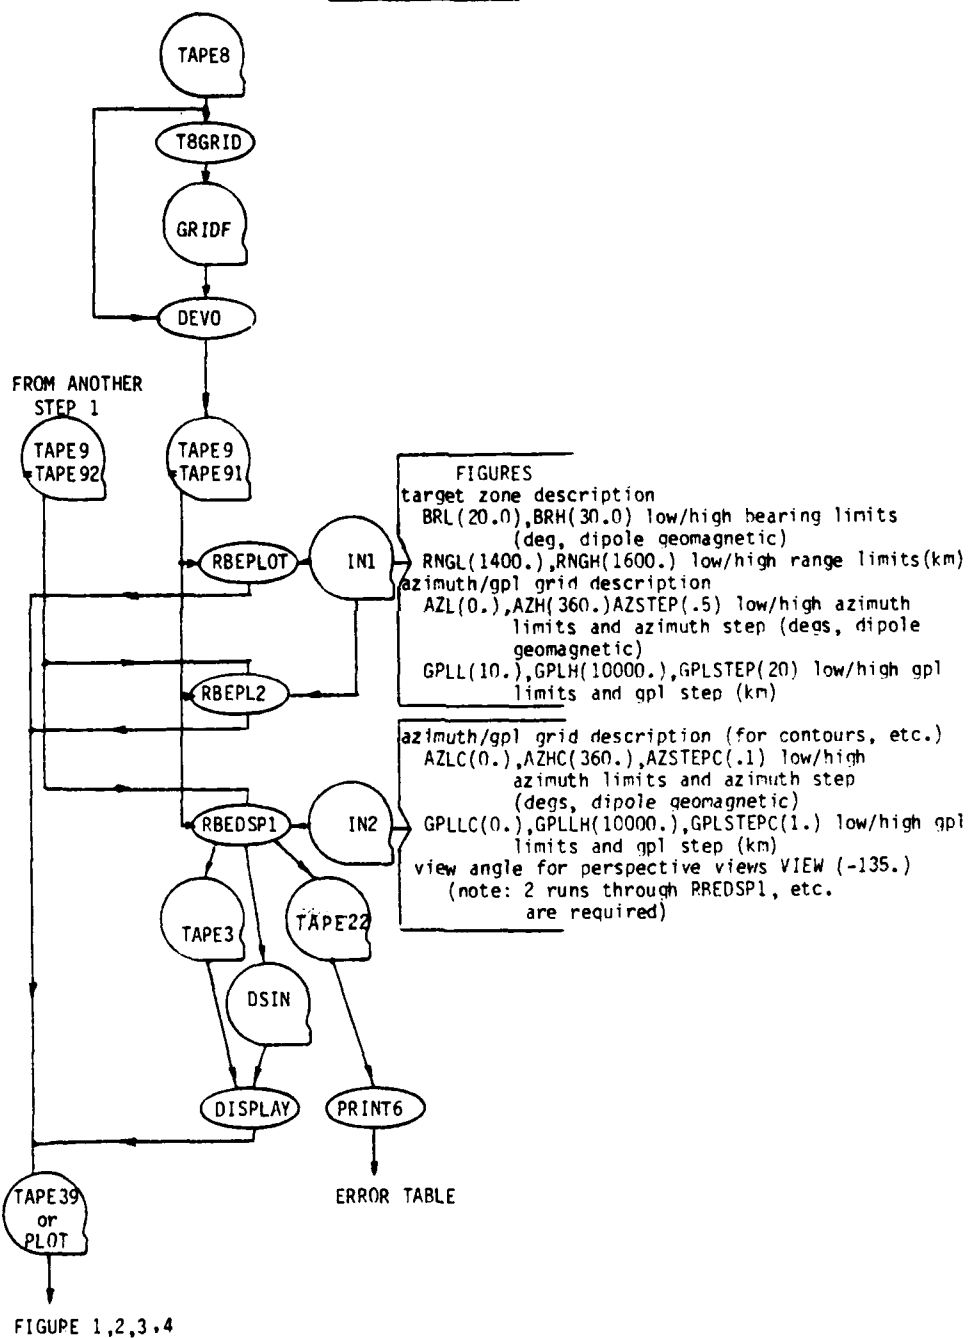 TAPE8
T8GRID
GRIDF
DEVO
FROM ANOTHER
STEP 1
TAPE9
TAPE92
TAPE9
TAPE91
RBEPLOT
IN1
FIGURES
target zone description
BRL(20.0),BRH(30.0) low/high bearing limits
(deg, dipole geomagnetic)
RNGL(1400.),RNGH(1600.) low/high range limits(km)
azimuth/gpl grid description
AZL(0.),AZH(360.)AZSTEP(.5) low/high azimuth
limits and azimuth step (degs, dipole
geomagnetic)
GPLL(10.),GPLH(10000.),GPLSTEP(20) low/high gpl
limits and gpl step (km)
RBEPL2
azimuth/gpl grid description (for contours, etc.)
AZLC(0.),AZHC(360.),AZSTEPC(.1) low/high
azimuth limits and azimuth step
(degs, dipole geomagnetic)
GPLLC(0.),GPLLH(10000.),GPLSTEPC(1.) low/high gpl
limits and gpl step (km)
view angle for perspective views VIEW (-135.)
(note: 2 runs through RBEDSP1, etc.
are required)
RBEDSP1
IN2
TAPE3
TAPE22
DSIN
DISPLAY
PRINT6
ERROR TABLE
TAPE39
or
PLOT
FIGURE 1,2,3,4